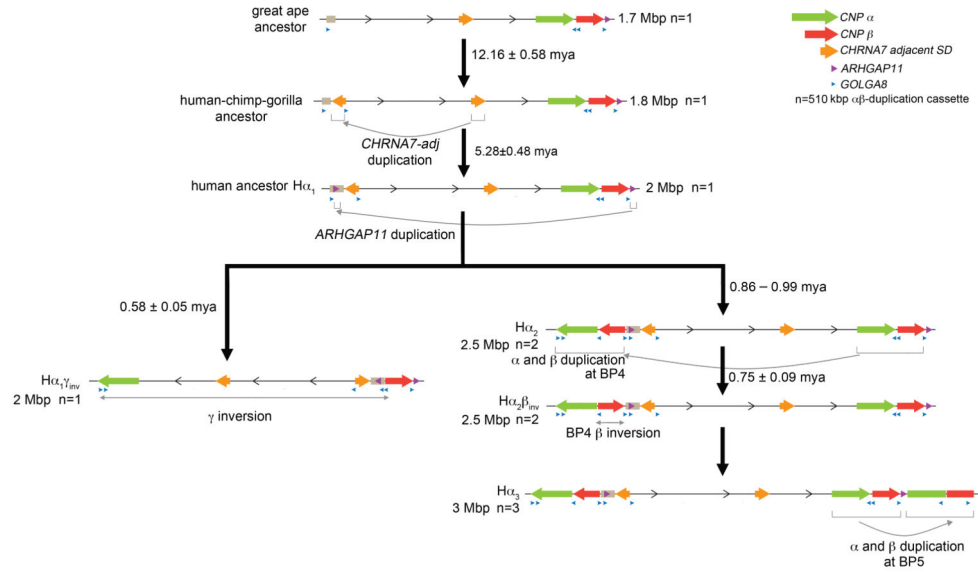 great ape
ancestor
1.7 Mbp n=1
CNP α
CNP β
CHRNA7 adjacent SD
ARHGAP11
GOLGA8
n=510 kbp αβ-duplication cassette
12.16 ± 0.58 mya
human-chimp-gorilla
ancestor
1.8 Mbp n=1
CHRNA7-adj
duplication
5.28±0.48 mya
human ancestor Hα1
2 Mbp n=1
ARHGAP11 duplication
0.58 ± 0.05 mya
0.86 – 0.99 mya
Hα2
2.5 Mbp n=2
α and β duplication
at BP4
0.75 ± 0.09 mya
Hα1γinv
2 Mbp n=1
γ inversion
Hα2βinv
2.5 Mbp n=2
BP4 β inversion
Hα3
3 Mbp n=3
α and β duplication
at BP5